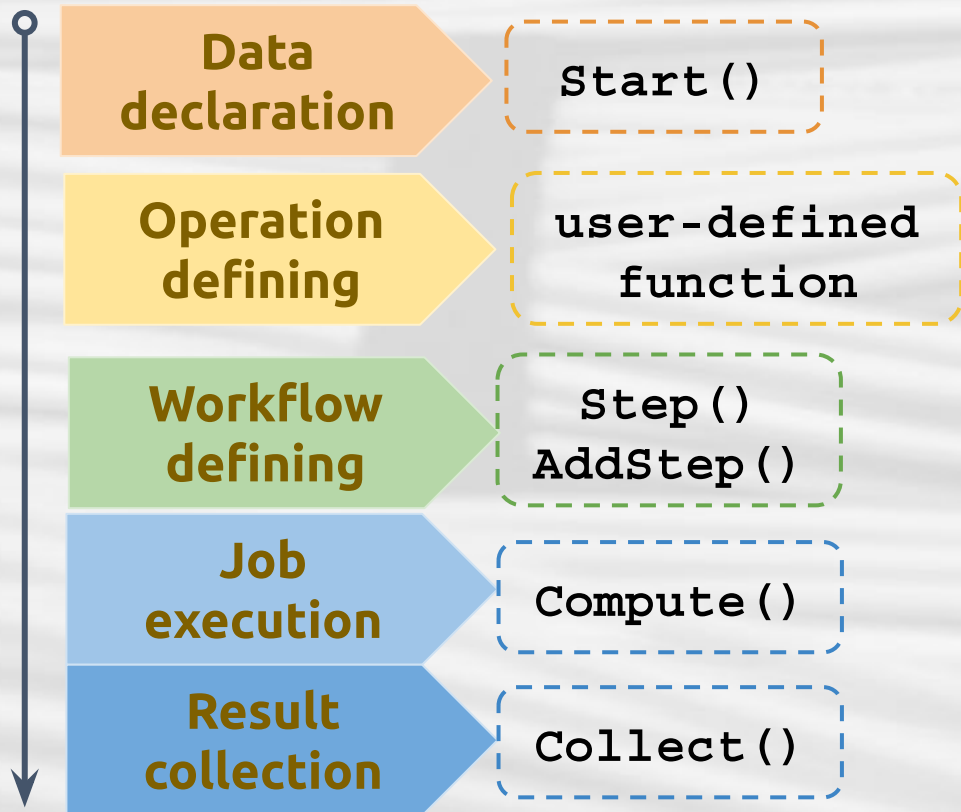 Data
declaration
Start()
Operation
defining
user-defined
function
Workflow
defining
Step()
AddStep()
Job
execution
Compute()
Result
collection
Collect()